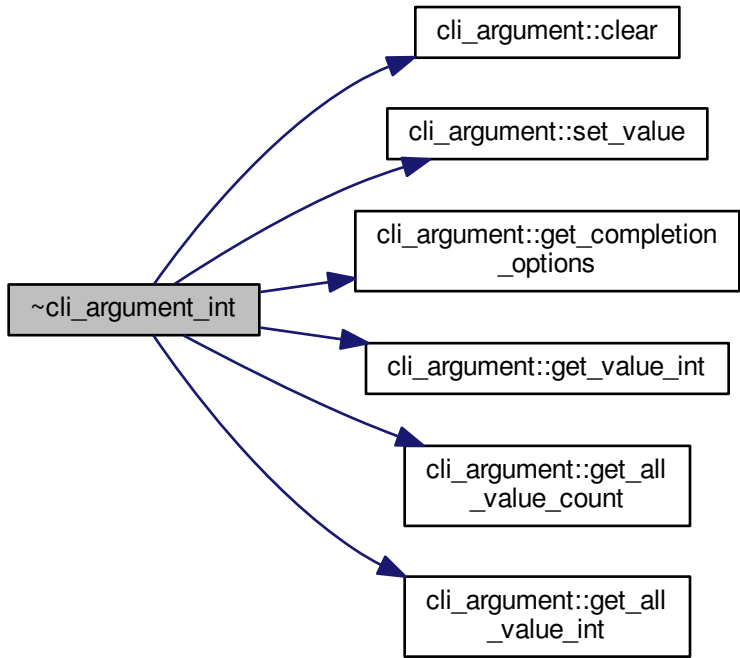 cli_argument::clear
cli_argument::set_value
cli_argument::get_completion
_options
~cli_argument_int
cli_argument::get_value_int
cli_argument::get_all
_value_count
cli_argument::get_all
_value_int